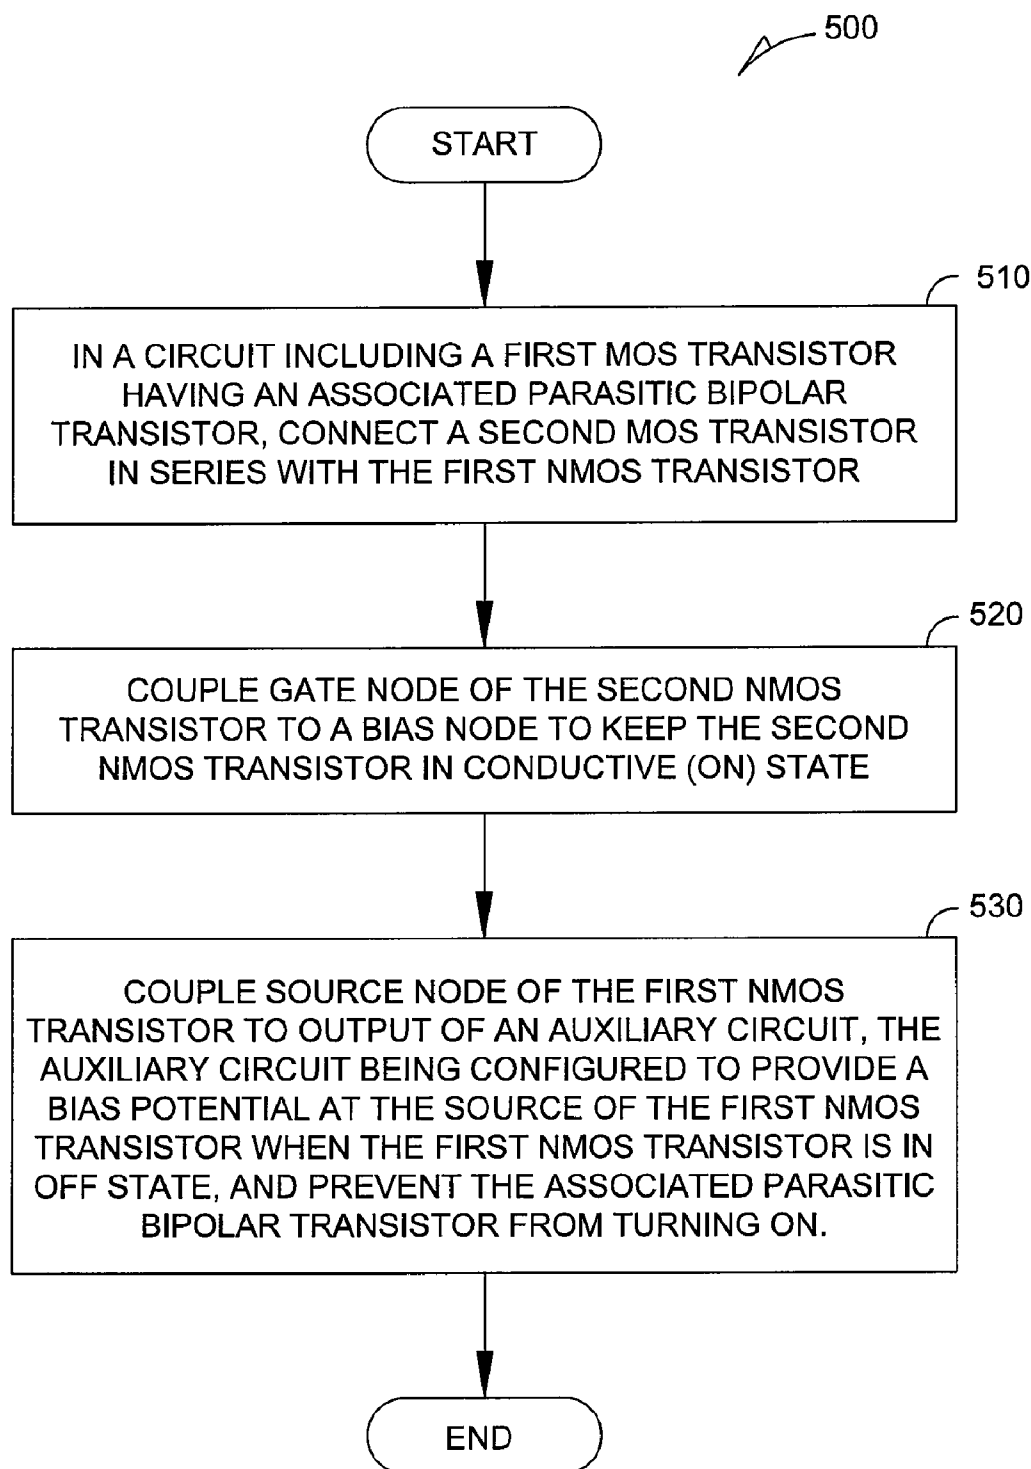 500
START
510
IN A CIRCUIT INCLUDING A FIRST MOS TRANSISTOR
HAVING AN ASSOCIATED PARASITIC BIPOLAR
TRANSISTOR, CONNECT A SECOND MOS TRANSISTOR
IN SERIES WITH THE FIRST NMOS TRANSISTOR
520
COUPLE GATE NODE OF THE SECOND NMOS
TRANSISTOR TO A BIAS NODE TO KEEP THE SECOND
NMOS TRANSISTOR IN CONDUCTIVE (ON) STATE
530
COUPLE SOURCE NODE OF THE FIRST NMOS
TRANSISTOR TO OUTPUT OF AN AUXILIARY CIRCUIT, THE
AUXILIARY CIRCUIT BEING CONFIGURED TO PROVIDE A
BIAS POTENTIAL AT THE SOURCE OF THE FIRST NMOS
TRANSISTOR WHEN THE FIRST NMOS TRANSISTOR IS IN
OFF STATE, AND PREVENT THE ASSOCIATED PARASITIC
BIPOLAR TRANSISTOR FROM TURNING ON.
END